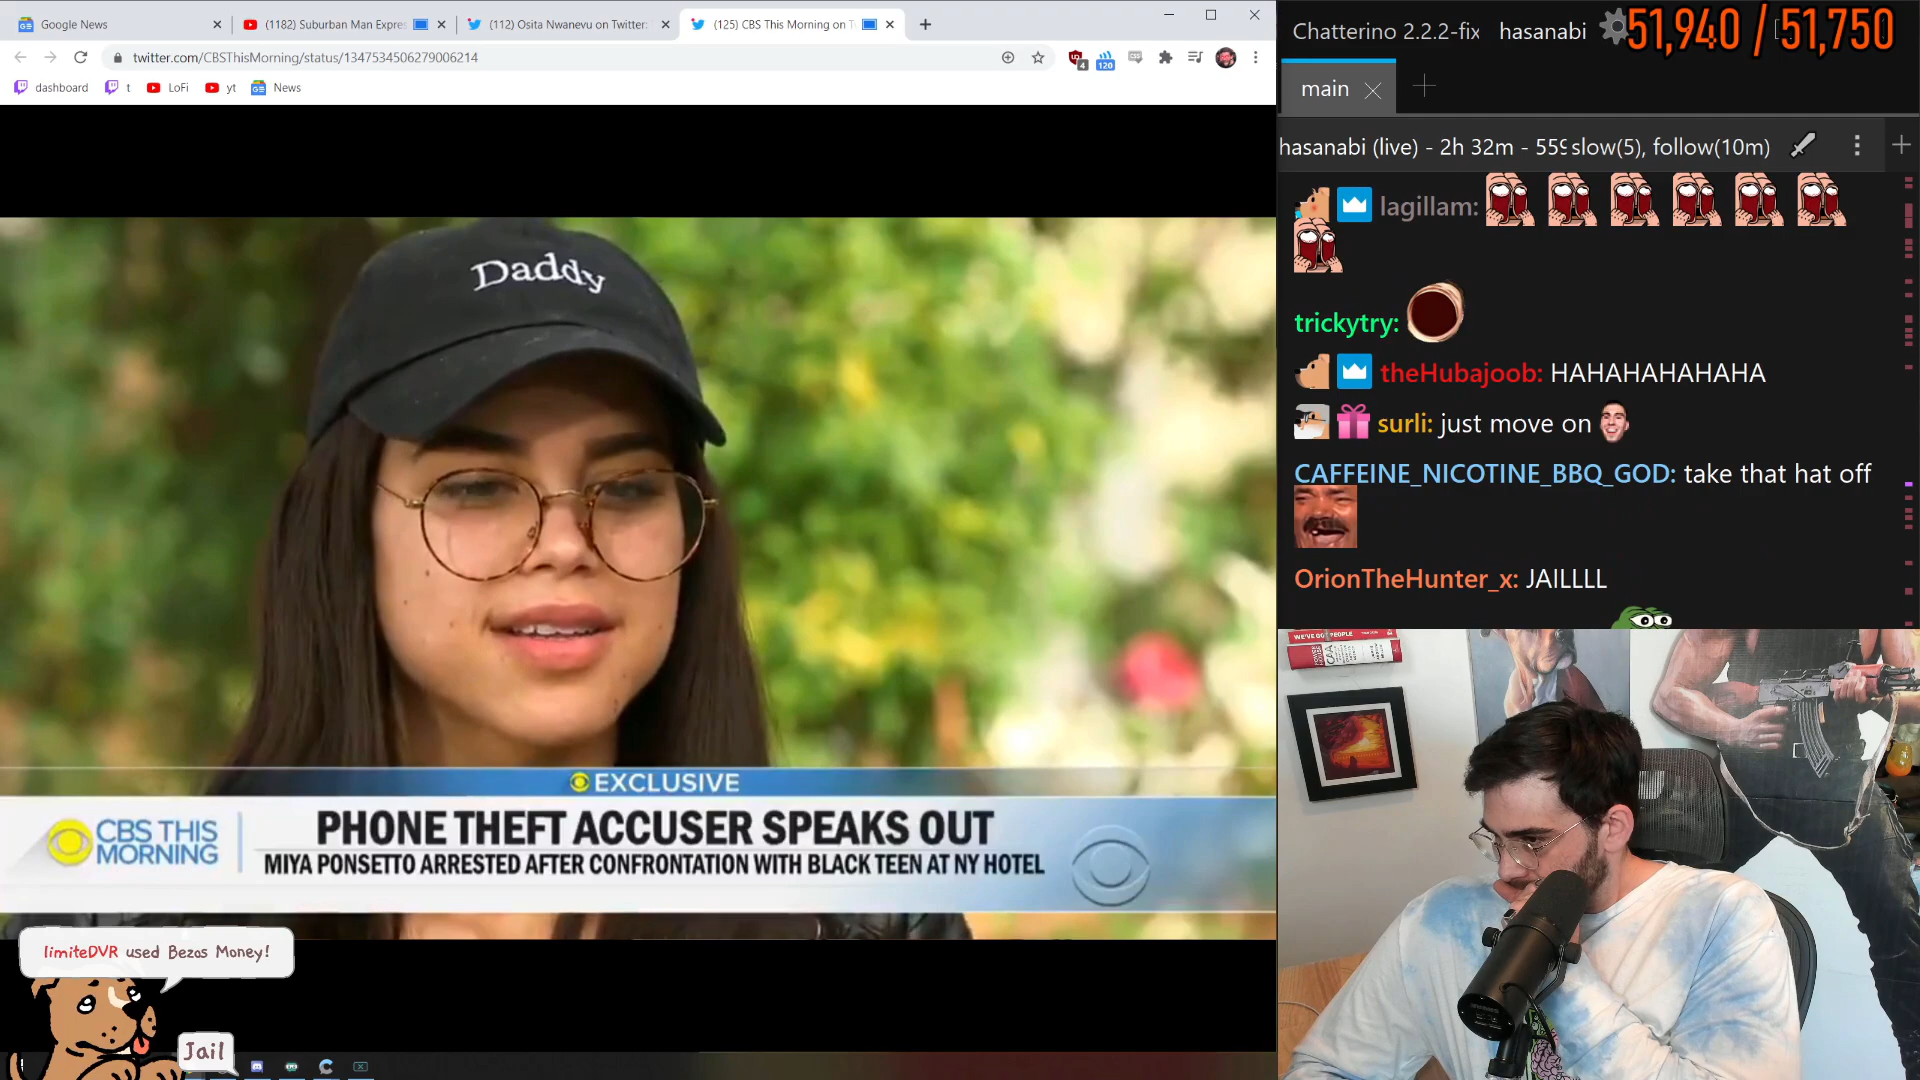 Google News
(1182) Suburban Man Expres
(112) Osita Nwanevu on Twitter:
(125) CBS This Morning on T
twitter.com/CBSThisMorning/status/1347534506279006214
4
120
dashboard
t
LoFi
yt
GE
News
Daddy
EXCLUSIVE
CBS THIS
MORNING
PHONE THEFT ACCUSER SPEAKS OUT
MIYA PONSETTO ARRESTED AFTER CONFRONTATION WITH BLACK TEEN AT NY HOTEL
limiteDVR used Bezos Money!
Jail
Chatterino 2.2.2-fix
hasanabi
51,940 / 51,750
main
hasanabi (live) - 2h 32m - 559
slow(5), follow(10m)
lagillam:
trickytry:
theHubajoob: HAHAHAHAHAHA
surli: just move on
CAFFEINE_NICOTINE_BBQ_GOD: take that hat off
OrionTheHunter_x: JAILLLL